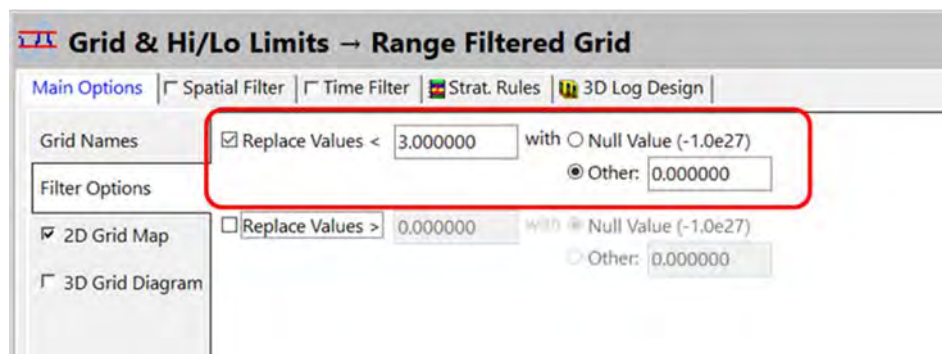 Grid & Hi/Lo Limits → Range Filtered Grid
Main Options Spatial Filter Time Filter Strat. Rules 3D Log Design
Grid Names
Filter Options
2D Grid Map
3D Grid Diagram
Replace Values < 3.000000 with Null Value (-1.0e27)
Other: 0.000000
Replace Values > 0.000000 with Null Value (-1.0e27)
Other: 0.000000